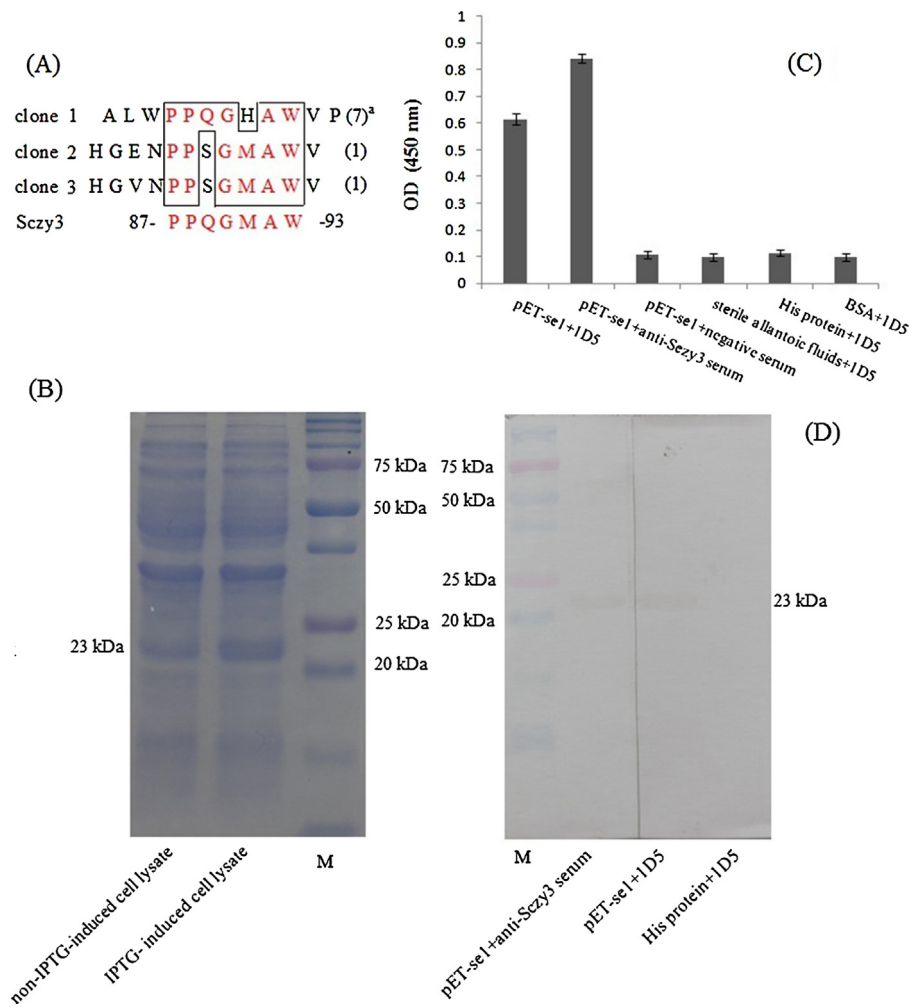 (A)
clone 1 A L W P P Q G H A W V P (7)a
clone 2 H G E N P P S G M A W V (1)
clone 3 H G V N P P S G M A W V (1)
Sczy3 87- P P Q G M A W -93
(C)
OD (450 nm)
1
0.9
0.8
0.7
0.6
0.5
0.4
0.3
0.2
0.1
0
pET-se1+1D5
pET-se1+anti-Sczy3 serum
pET-se1+negative serum
sterile allantoic fluids+1D5
His protein+1D5
BSA+1D5
(B)
75 kDa
50 kDa
25 kDa
20 kDa
23 kDa
non-IPTG-induced cell lysate
IPTG- induced cell lysate
M
(D)
75 kDa
50 kDa
25 kDa
20 kDa
23 kDa
M
pET-se1+anti-Sczy3 serum
pET-se1+1D5
His protein+1D5